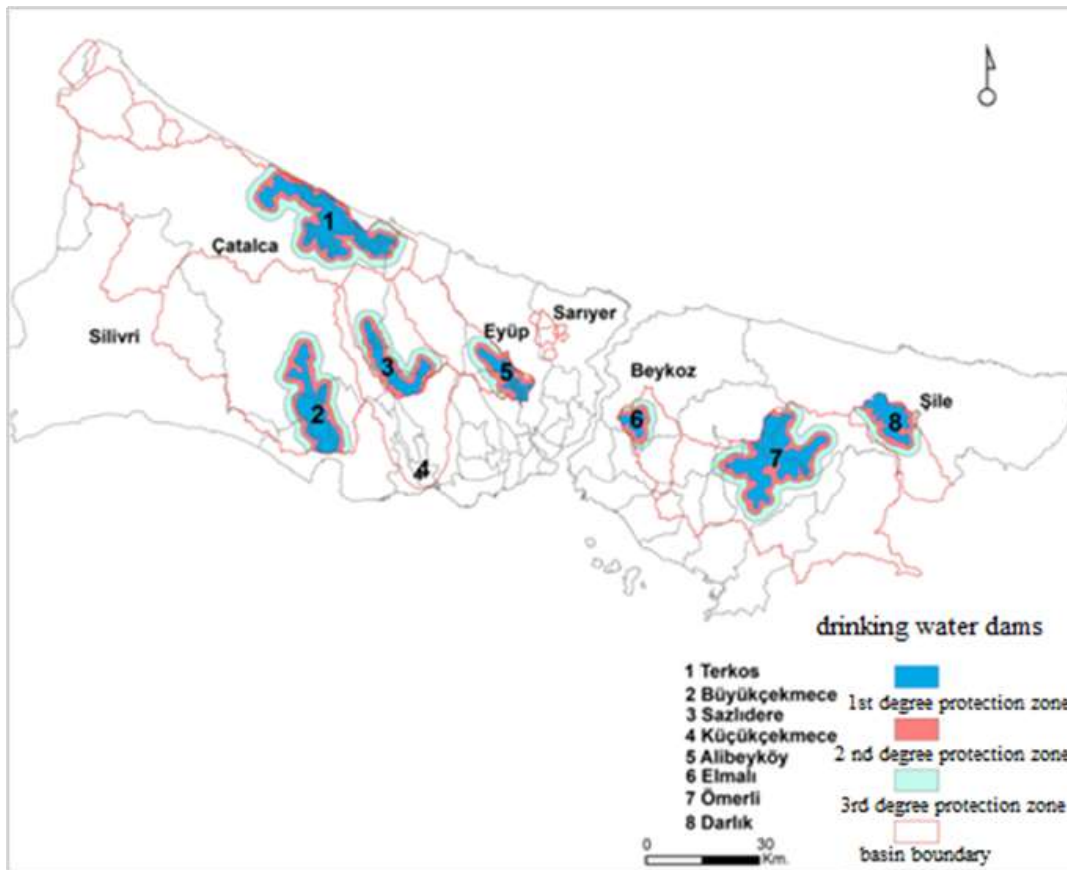 1
Çatalca
Sarıyer
Silivri
Eyüp
3
5
Beykoz
2
6
Şile
8
4
7
drinking water dams
1 Terkos
2 Büyükçekmece
3 Sazlıdere
4 Küçükçekmece
5 Alibeyköy
6 Elmalı
7 Ömerli
8 Darlık
1st degree protection zone
2 nd degree protection zone
3rd degree protection zone
basin boundary
0 30
Km.